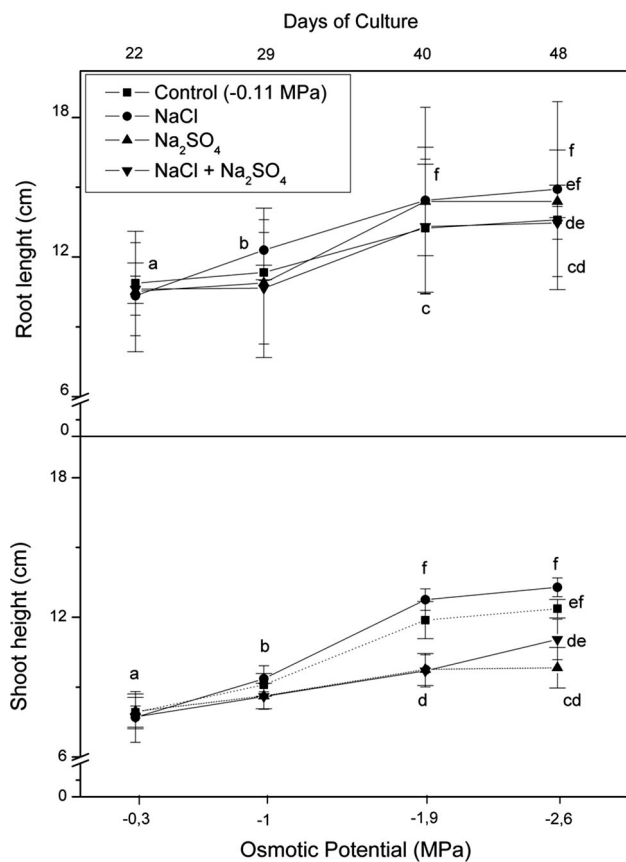 Days of Culture
22 29 40 48
Control (-0.11 MPa)
NaCl
Na2SO4
NaCl + Na2SO4
Root lenght (cm)
18
12
6
0
a
b
f
c
f
ef
de
cd
Shoot height (cm)
18
12
6
0
a
b
f
d
f
ef
de
cd
-0,3 -1 -1,9 -2,6
Osmotic Potential (MPa)